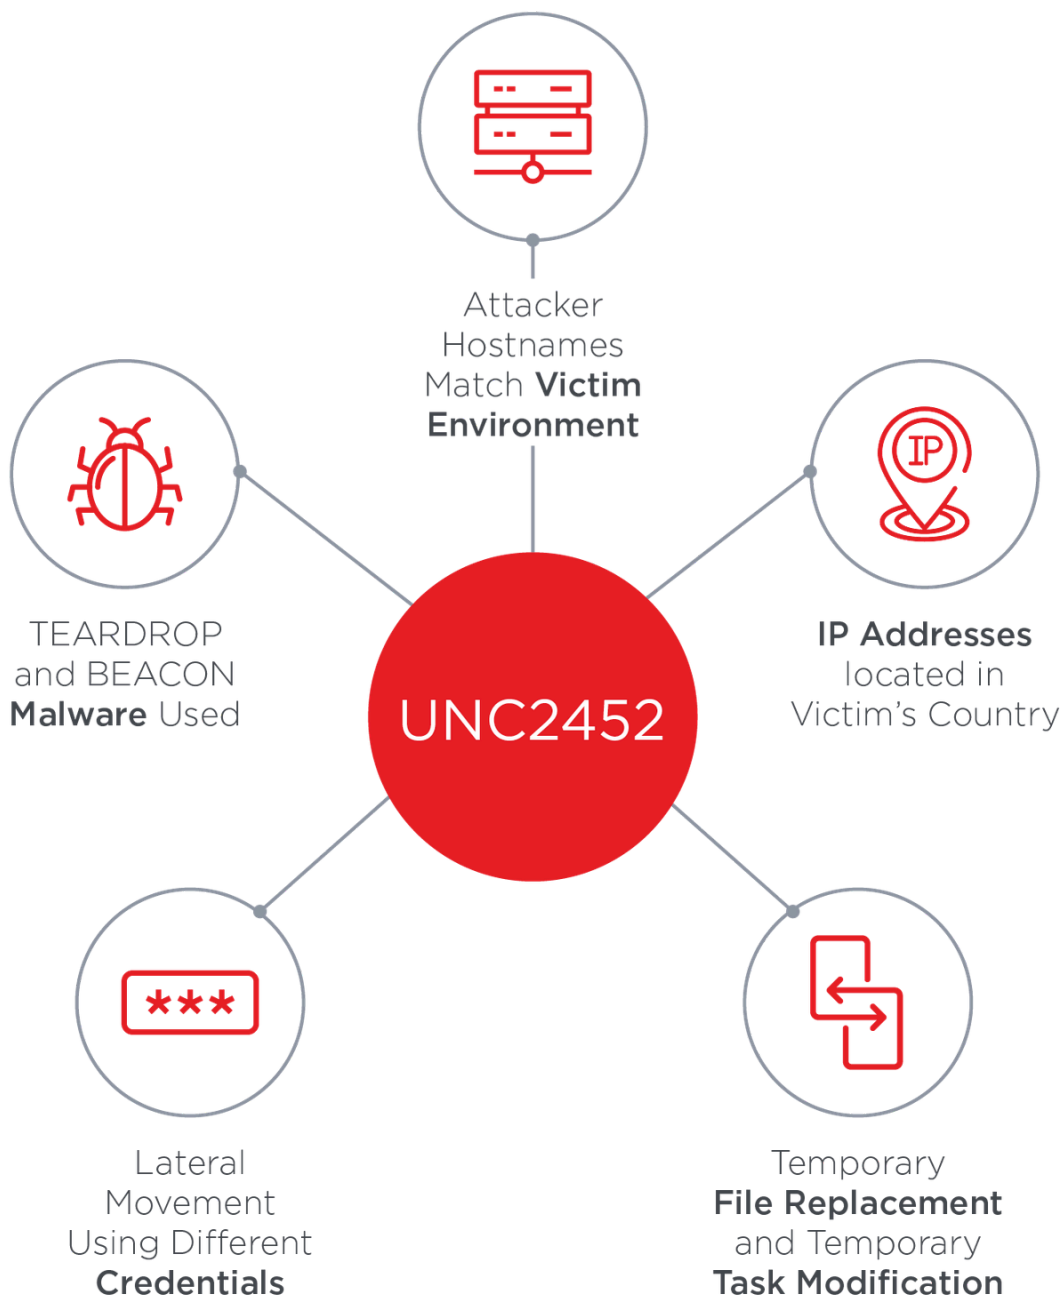 Attacker
Hostnames
Match Victim
Environment
IP
IP Addresses
located in
Victim's Country
TEARDROP
and BEACON
Malware Used
UNC2452
***
Lateral
Movement
Using Different
Credentials
Temporary
File Replacement
and Temporary
Task Modification